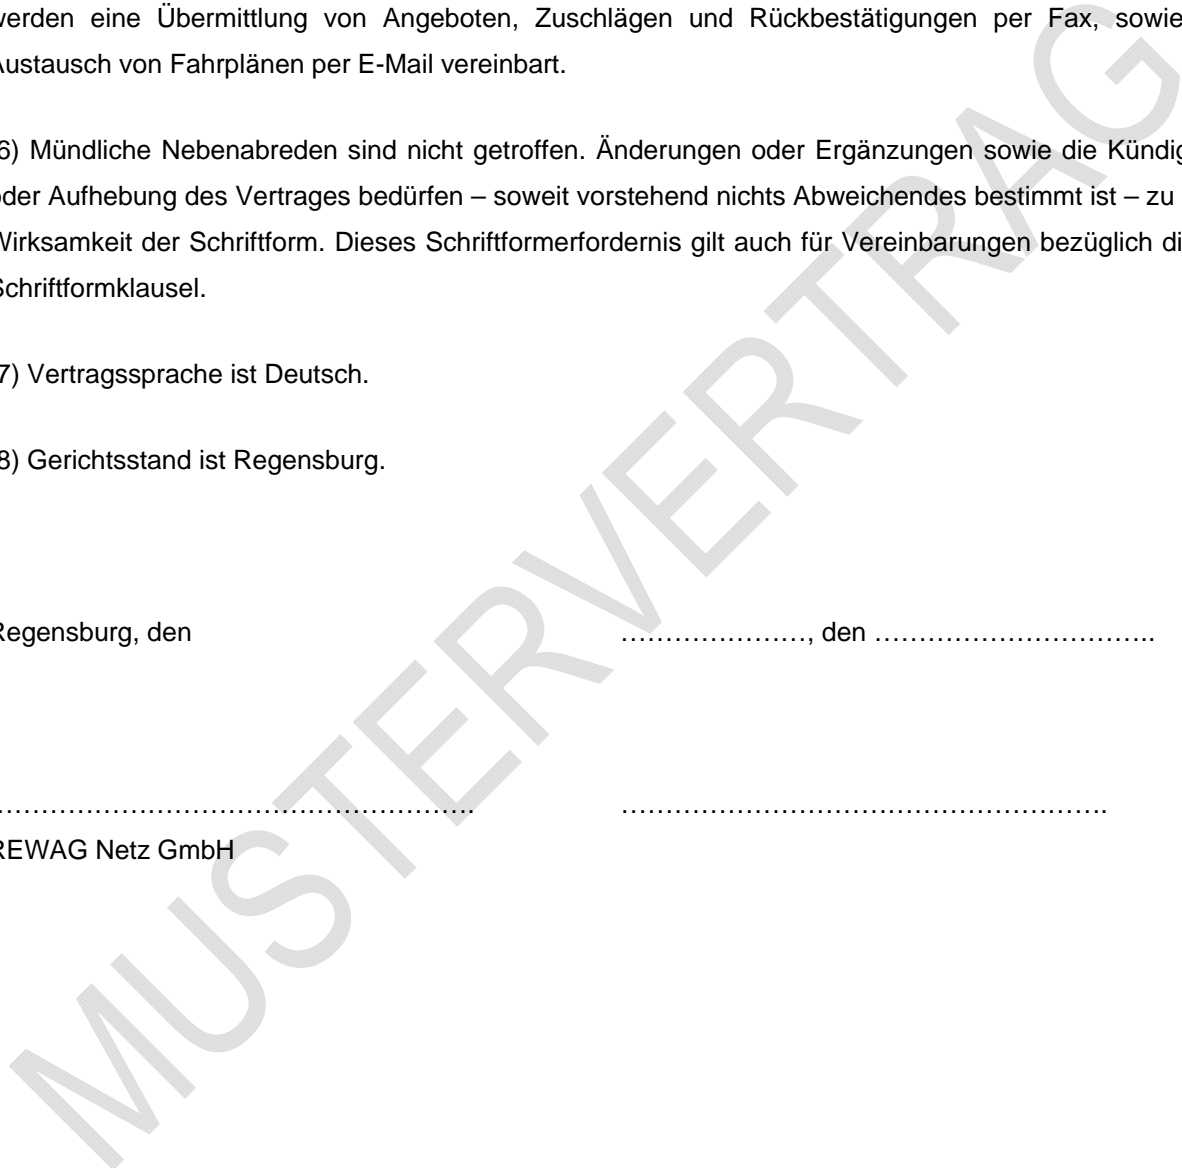 werden eine Übermittlung von Angeboten, Zuschlägen und Rückbestätigungen per Fax, sowie
Austausch von Fahrplänen per E-Mail vereinbart.
6) Mündliche Nebenabreden sind nicht getroffen. Änderungen oder Ergänzungen sowie die Kündig
oder Aufhebung des Vertrages bedürfen – soweit vorstehend nichts Abweichendes bestimmt ist – zu
Wirksamkeit der Schriftform. Dieses Schriftformerfordernis gilt auch für Vereinbarungen bezüglich di
Schriftformklausel.
7) Vertragssprache ist Deutsch.
8) Gerichtsstand ist Regensburg.
Regensburg, den …………………, den …………………………..
………………………………………………. ……………………………………………….
REWAG Netz GmbH
MUSTERVERTRAG